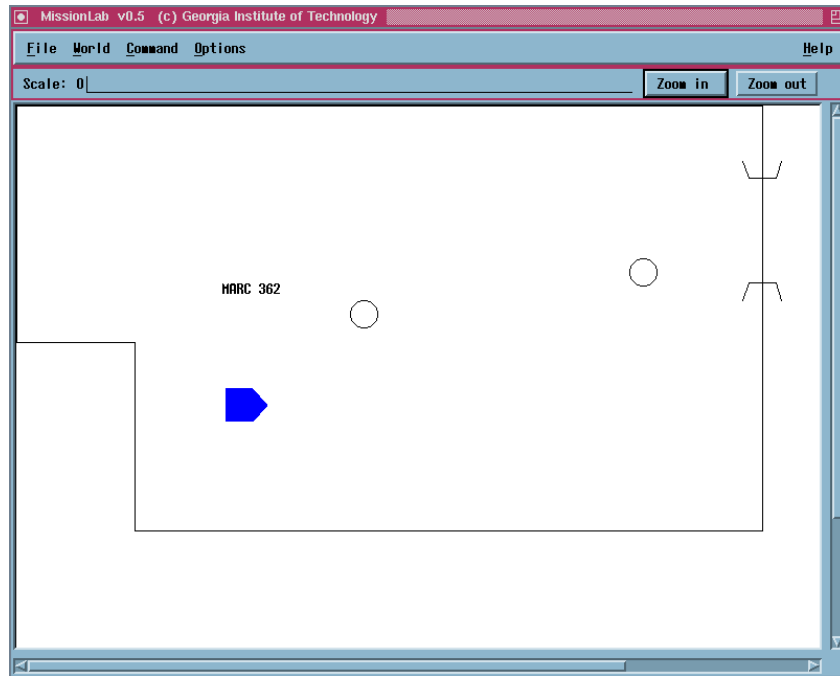 MissionLab v0.5 (c) Georgia Institute of Technology
File World Command Options Help
Scale: 0 Zoom in Zoom out
MARC 362